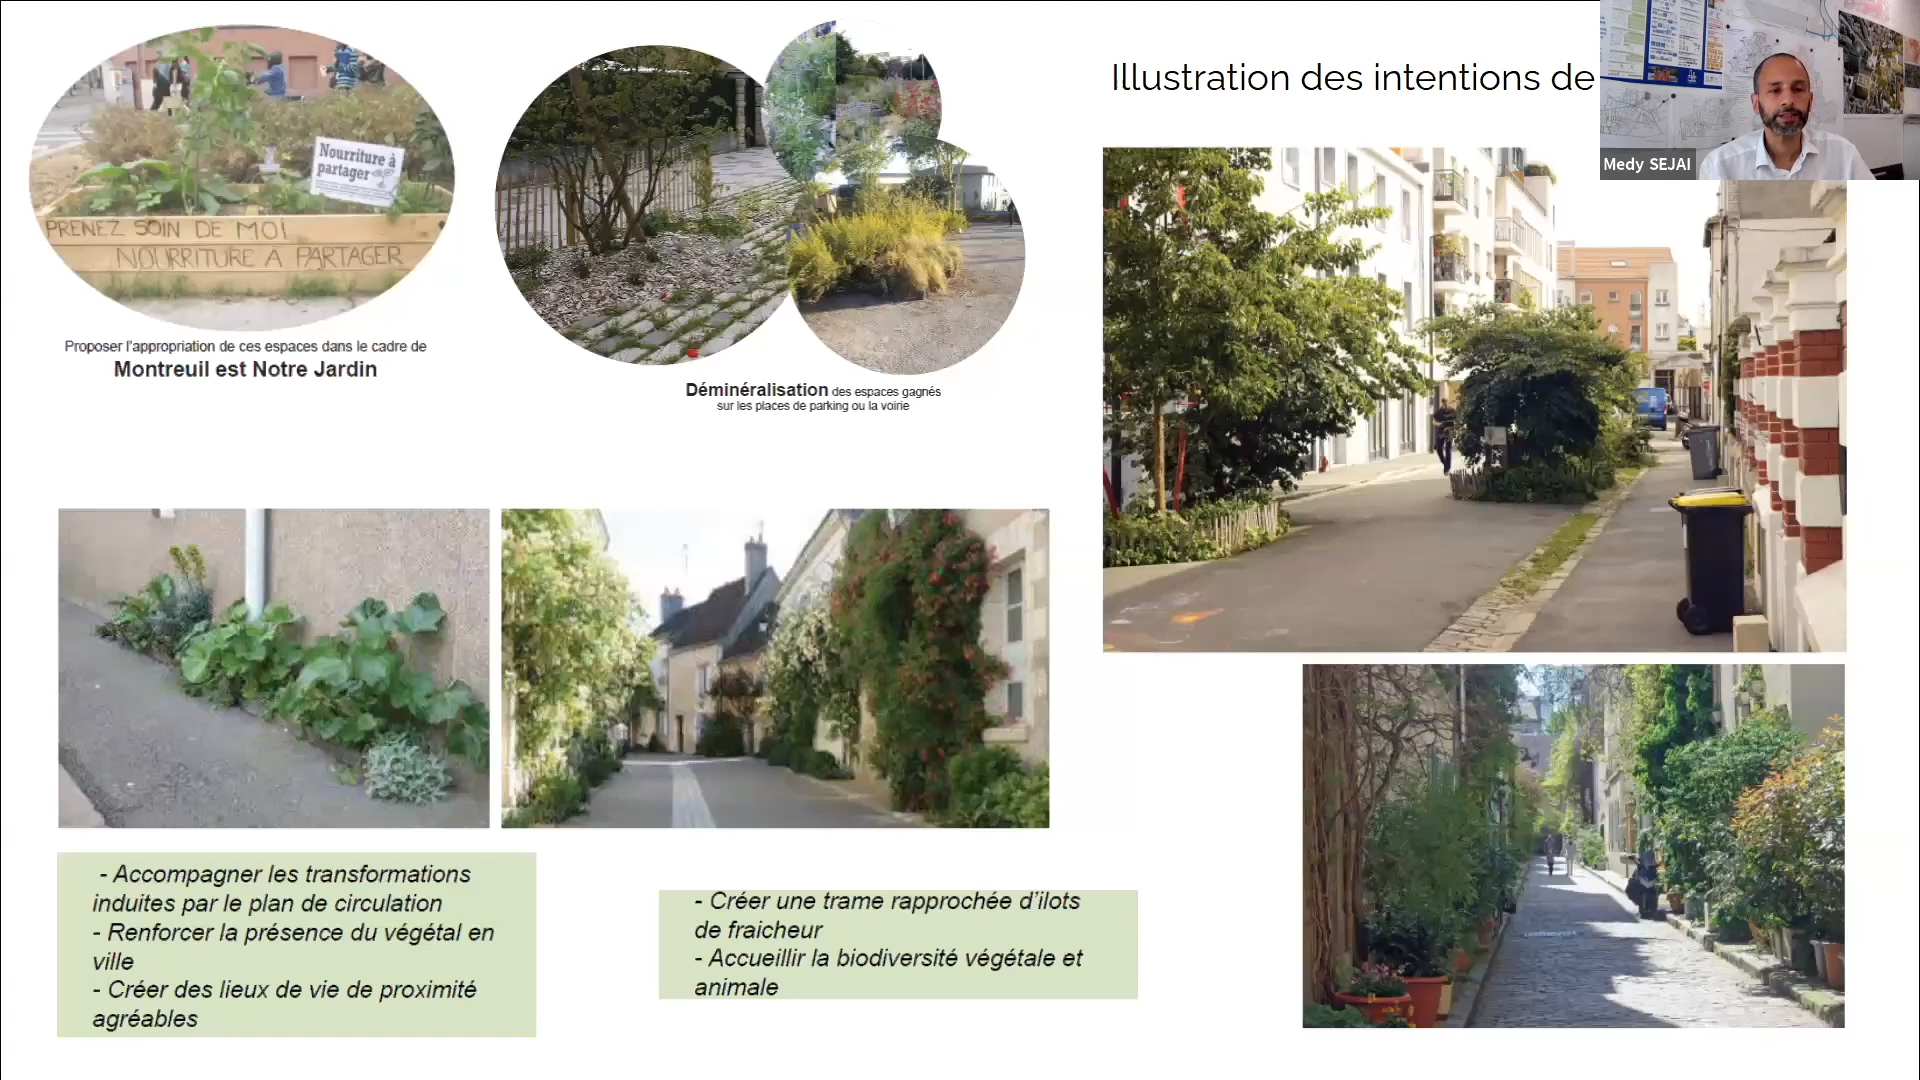 Illustration des intentions de
Medy SEJAI
Nourriture à
partager
PRENEZ SOIN DE MOI
NOURRITURE A PARTAGER
Proposer l'appropriation de ces espaces dans le cadre de
Montreuil est Notre Jardin
Déminéralisation des espaces gagnés
sur les places de parking ou la voirie
- Accompagner les transformations
induites par le plan de circulation
- Renforcer la présence du végétal en
ville
- Créer des lieux de vie de proximité
agréables
- Créer une trame rapprochée d'ilots
de fraicheur
- Accueillir la biodiversité végétale et
animale